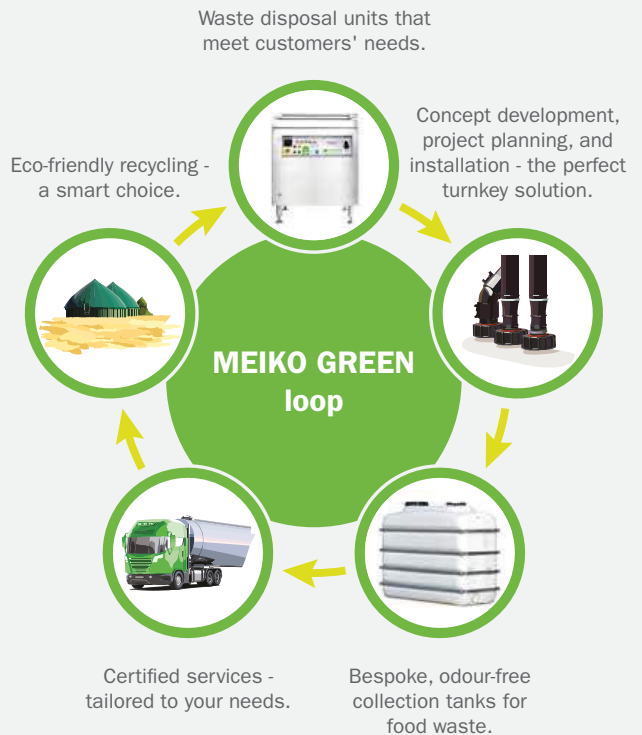 Waste disposal units that
meet customers' needs.
Concept development,
project planning, and
installation - the perfect
turnkey solution.
Eco-friendly recycling -
a smart choice.
MEIKO GREEN
loop
Certified services -
tailored to your needs.
Bespoke, odour-free
collection tanks for
food waste.